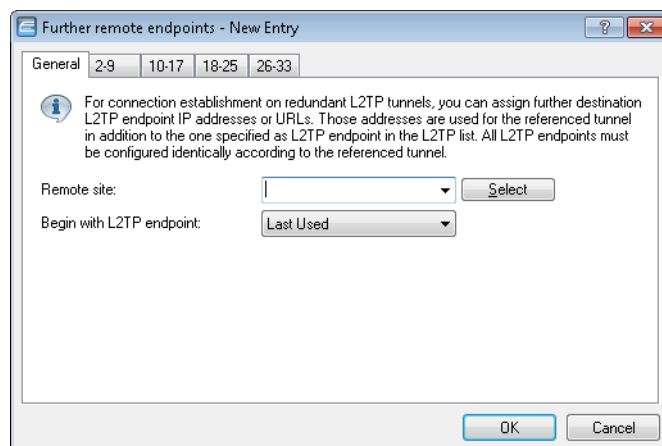 Further remote endpoints - New Entry
General 2-9 10-17 18-25 26-33
For connection establishment on redundant L2TP tunnels, you can assign further destination
L2TP endpoint IP addresses or URLs. Those addresses are used for the referenced tunnel
in addition to the one specified as L2TP endpoint in the L2TP list. All L2TP endpoints must
be configured identically according to the referenced tunnel.
Remote site: Select
Begin with L2TP endpoint: Last Used
OK Cancel